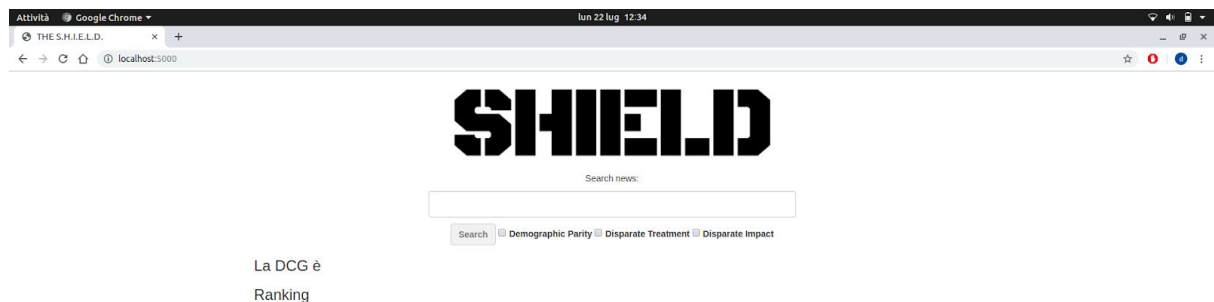 Attività Google Chrome lun 22 lug 12:34
THE S.H.I.E.L.D.
localhost:5000 d
SHIELD
Search news:
Search Demographic Parity Disparate Treatment Disparate Impact
La DCG è
Ranking